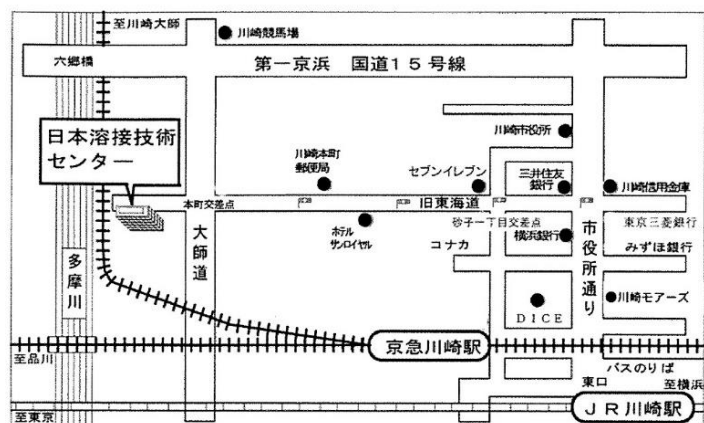 至川崎大師
川崎競馬場
六郷橋
第一京浜 国道15号線
日本溶接技術
センター
川崎市役所
川崎本町
郵便局
セブンイレブン
三井住友
銀行
川崎信用金庫
本町交差点
旧東海道
砂子一丁目交差点
東京三菱銀行
ホテル
サンロイヤル
コナカ
横浜銀行
みずほ銀行
大師道
市役所通り
多摩川
川崎モアーズ
DICE
京急川崎駅
至品川
バスのりば
東口
至横浜
至東京
JR川崎駅